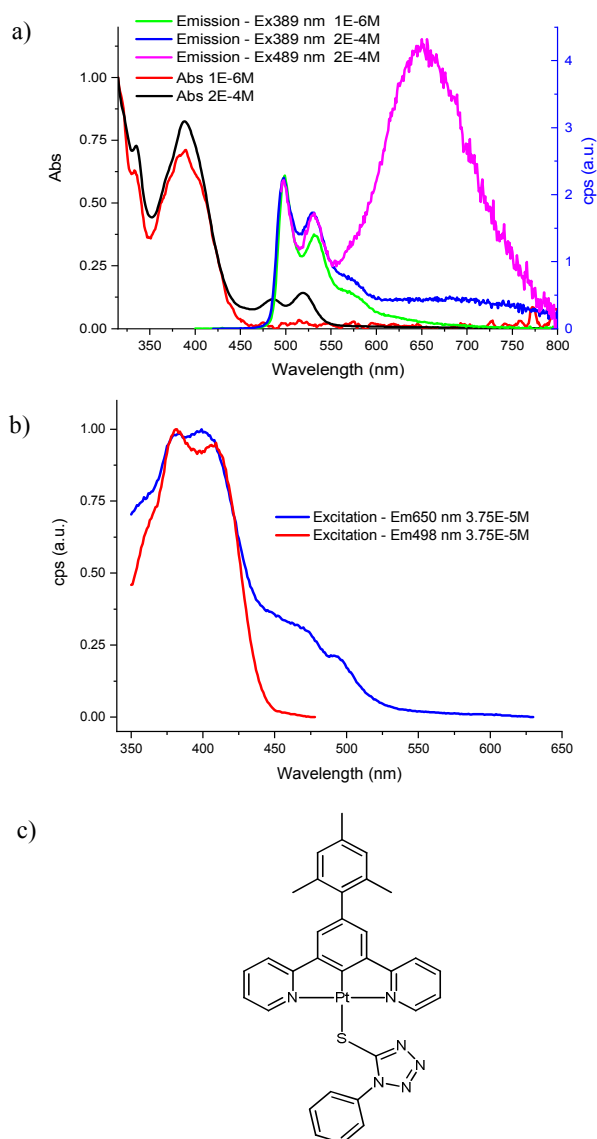 a)
Emission - Ex389 nm 1E-6M
Emission - Ex389 nm 2E-4M
Emission - Ex489 nm 2E-4M
Abs 1E-6M
Abs 2E-4M
1.00
0.75
0.50
0.25
0.00
Abs
4
3
2
1
0
cps (a.u.)
350 400 450 500 550 600 650 700 750 800
Wavelength (nm)
b)
1.00
0.75
0.50
0.25
0.00
cps (a.u.)
Excitation - Em650 nm 3.75E-5M
Excitation - Em498 nm 3.75E-5M
350 400 450 500 550 600 650
Wavelength (nm)
c)
N Pt N
S
N
N
N N